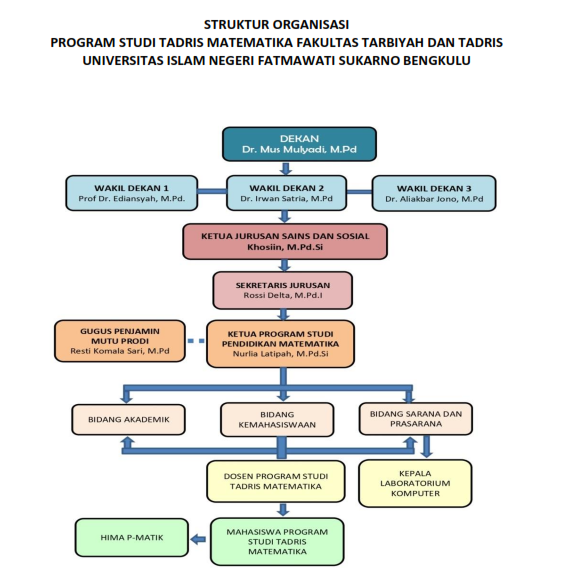 STRUKTUR ORGANISASI
PROGRAM STUDI TADRIS MATEMATIKA FAKULTAS TARBIYAH DAN TADRIS
UNIVERSITAS ISLAM NEGERI FATMAWATI SUKARNO BENGKULU
DEKAN
Dr. Mus Mulyadi, M.Pd
WAKIL DEKAN 1
Prof Dr. Ediansyah, M.Pd.
WAKIL DEKAN 2
Dr. Irwan Satria, M.Pd
WAKIL DEKAN 3
Dr. Aliakbar Jono, M.Pd
KETUA JURUSAN SAINS DAN SOSIAL
Khosiin, M.Pd.Si
SEKRETARIS JURUSAN
Rossi Delta, M.Pd.I
GUGUS PENJAMIN
MUTU PRODI
Resti Komala Sari, M.Pd
KETUA PROGRAM STUDI
PENDIDIKAN MATEMATIKA
Nurlia Latipah, M.Pd.Si
BIDANG AKADEMIK
BIDANG
KEMAHASISWAAN
BIDANG SARANA DAN
PRASARANA
DOSEN PROGRAM STUDI
TADRIS MATEMATIKA
KEPALA
LABORATORIUM
KOMPUTER
HIMA P-MATIK
MAHASISWA PROGRAM
STUDI TADRIS
MATEMATIKA